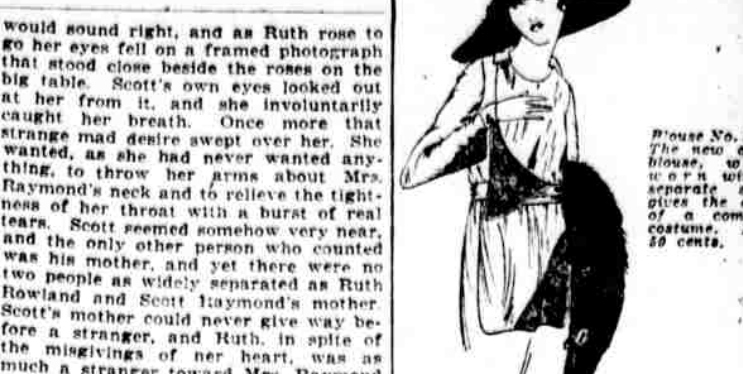 would sound right, and as Ruth rose to
go her eyes fell on a framed photograph
that stood close beside the roses on the
big table. Scott's own eyes looked out
at her from it, and she involuntarily
caught her breath. Once more that
strange mad desire swept over her. She
wanted, as she had never wanted any-
thing, to throw her arms about Mrs.
Raymond's neck and to relieve the tight-
ness of her throat with a burst of real
tears. Scott seemed somehow very near,
and the only other person who counted
was his mother, and yet there were no
two people as widely separated as Ruth
Rowland and Scott Raymond's mother.
Scott's mother could never give way be-
fore a stranger, and Ruth, in spite of
the misgivings of her heart, was as
much a stranger toward Mrs. Raymond
Blouse No.
The new
blouse, w
worn wi
separate
gives the
of a com
costume.
50 cents.